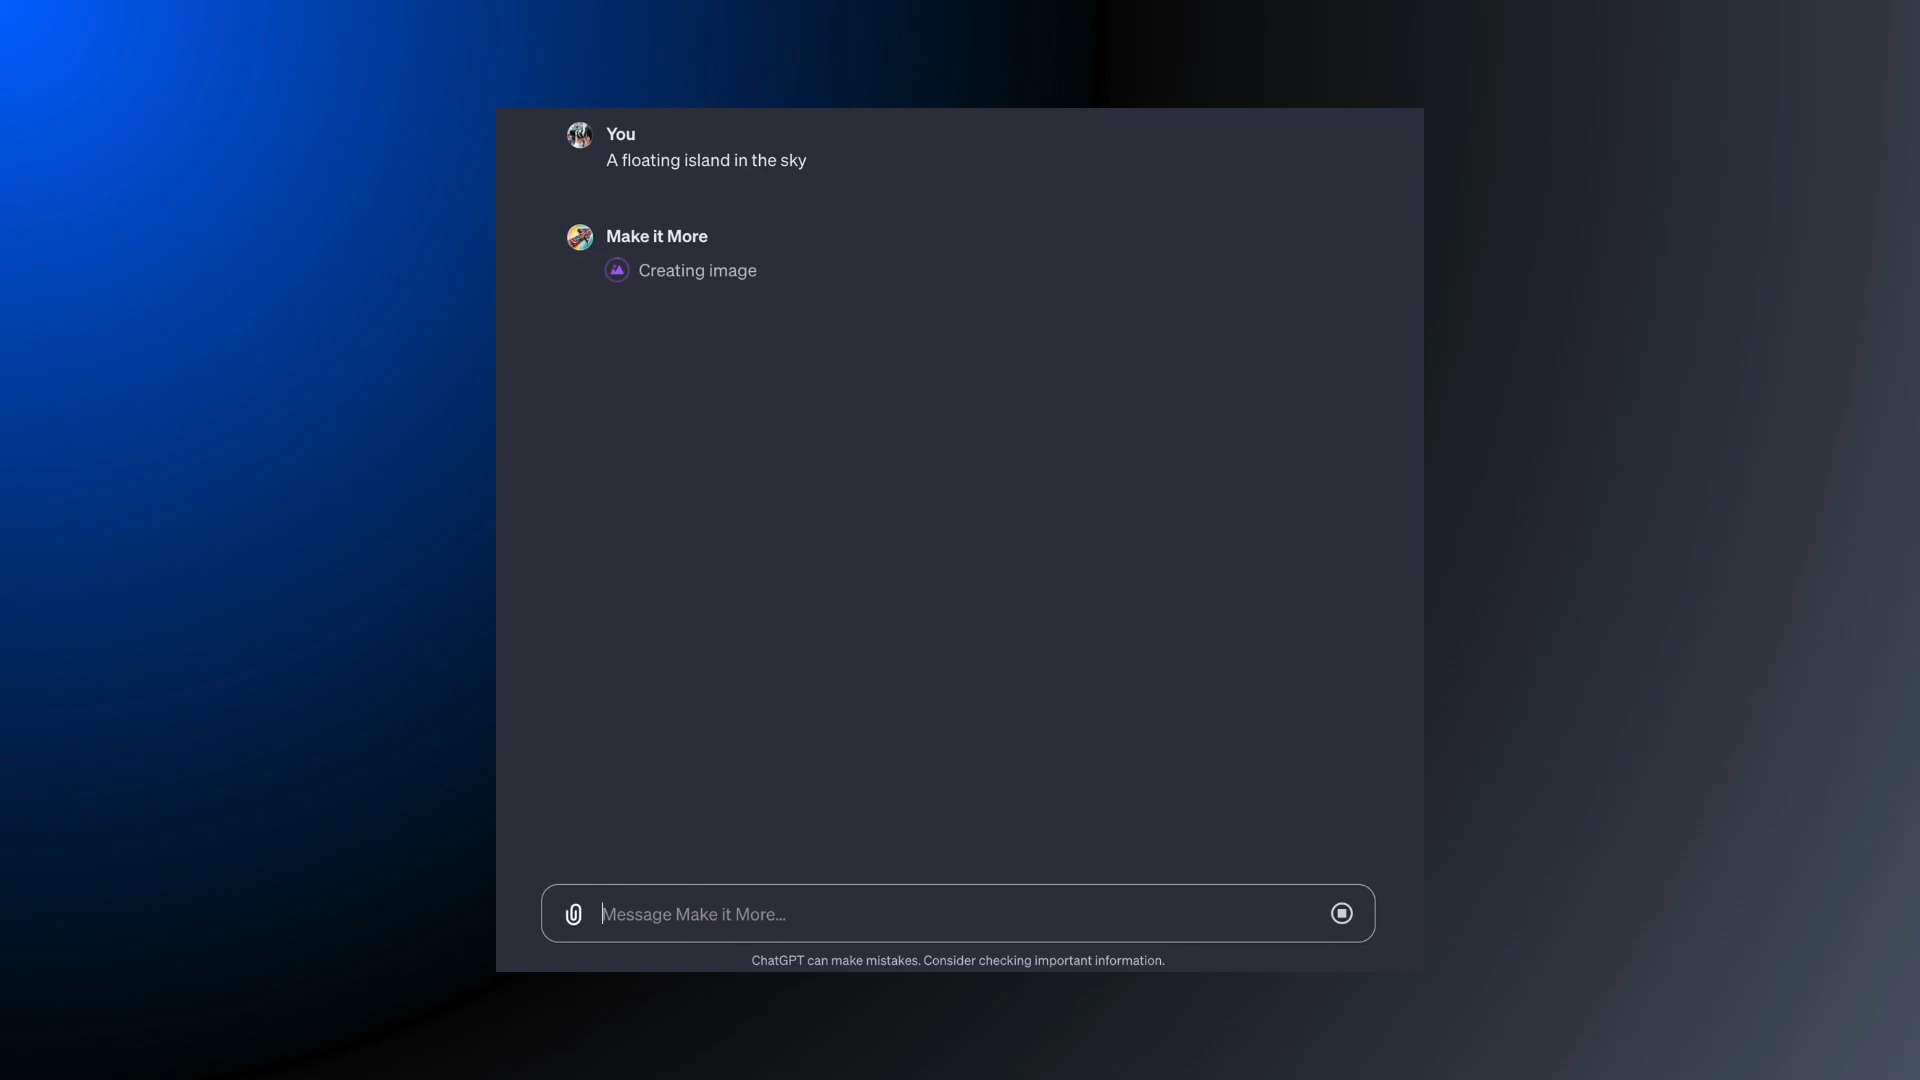 You
A floating island in the sky
Make it More
Creating image
Message Make it More...
ChatGPT can make mistakes. Consider checking important information.